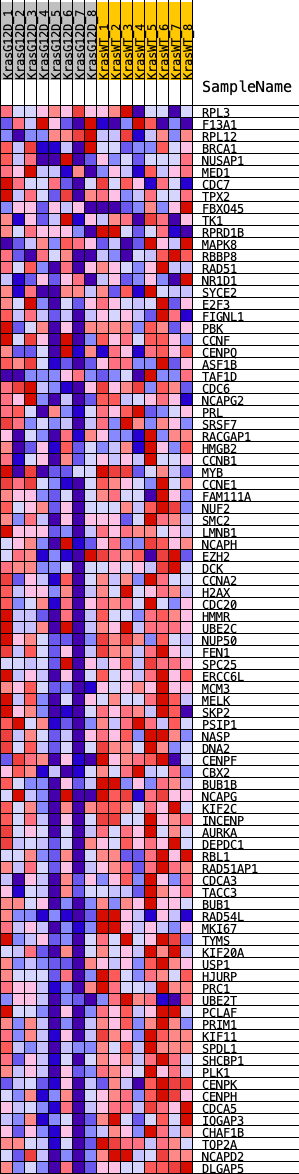 KrasG12D_1
KrasG12D_2
KrasG12D_3
KrasG12D_4
KrasG12D_5
KrasG12D_6
KrasG12D_7
KrasG12D_8
KrasWT_1
KrasWT_2
KrasWT_3
KrasWT_4
KrasWT_5
KrasWT_6
KrasWT_7
KrasWT_8
SampleName
RPL3
F13A1
RPL12
BRCA1
NUSAP1
MED1
CDC7
TPX2
FBXO45
TK1
RPRD1B
MAPK8
RBBP8
RAD51
NR1D1
SYCE2
E2F3
FIGNL1
PBK
CCNF
CENPQ
ASF1B
TAF1D
CDC6
NCAPG2
PRL
SRSF7
RACGAP1
HMGB2
CCNB1
MYB
CCNE1
FAM111A
NUF2
SMC2
LMNB1
NCAPH
EZH2
DCK
CCNA2
H2AX
CDC20
HMMR
UBE2C
NUP50
FEN1
SPC25
ERCC6L
MCM3
MELK
SKP2
PSIP1
NASP
DNA2
CENPF
CBX2
BUB1B
NCAPG
KIF2C
INCENP
AURKA
DEPDC1
RBL1
RAD51AP1
CDCA3
TACC3
BUB1
RAD54L
MKI67
TYMS
KIF20A
USP1
HJURP
PRC1
UBE2T
PCLAF
PRIM1
KIF11
SPDL1
SHCBP1
PLK1
CENPK
CENPH
CDCA5
IQGAP3
CHAF1B
TOP2A
NCAPD2
DLGAP5